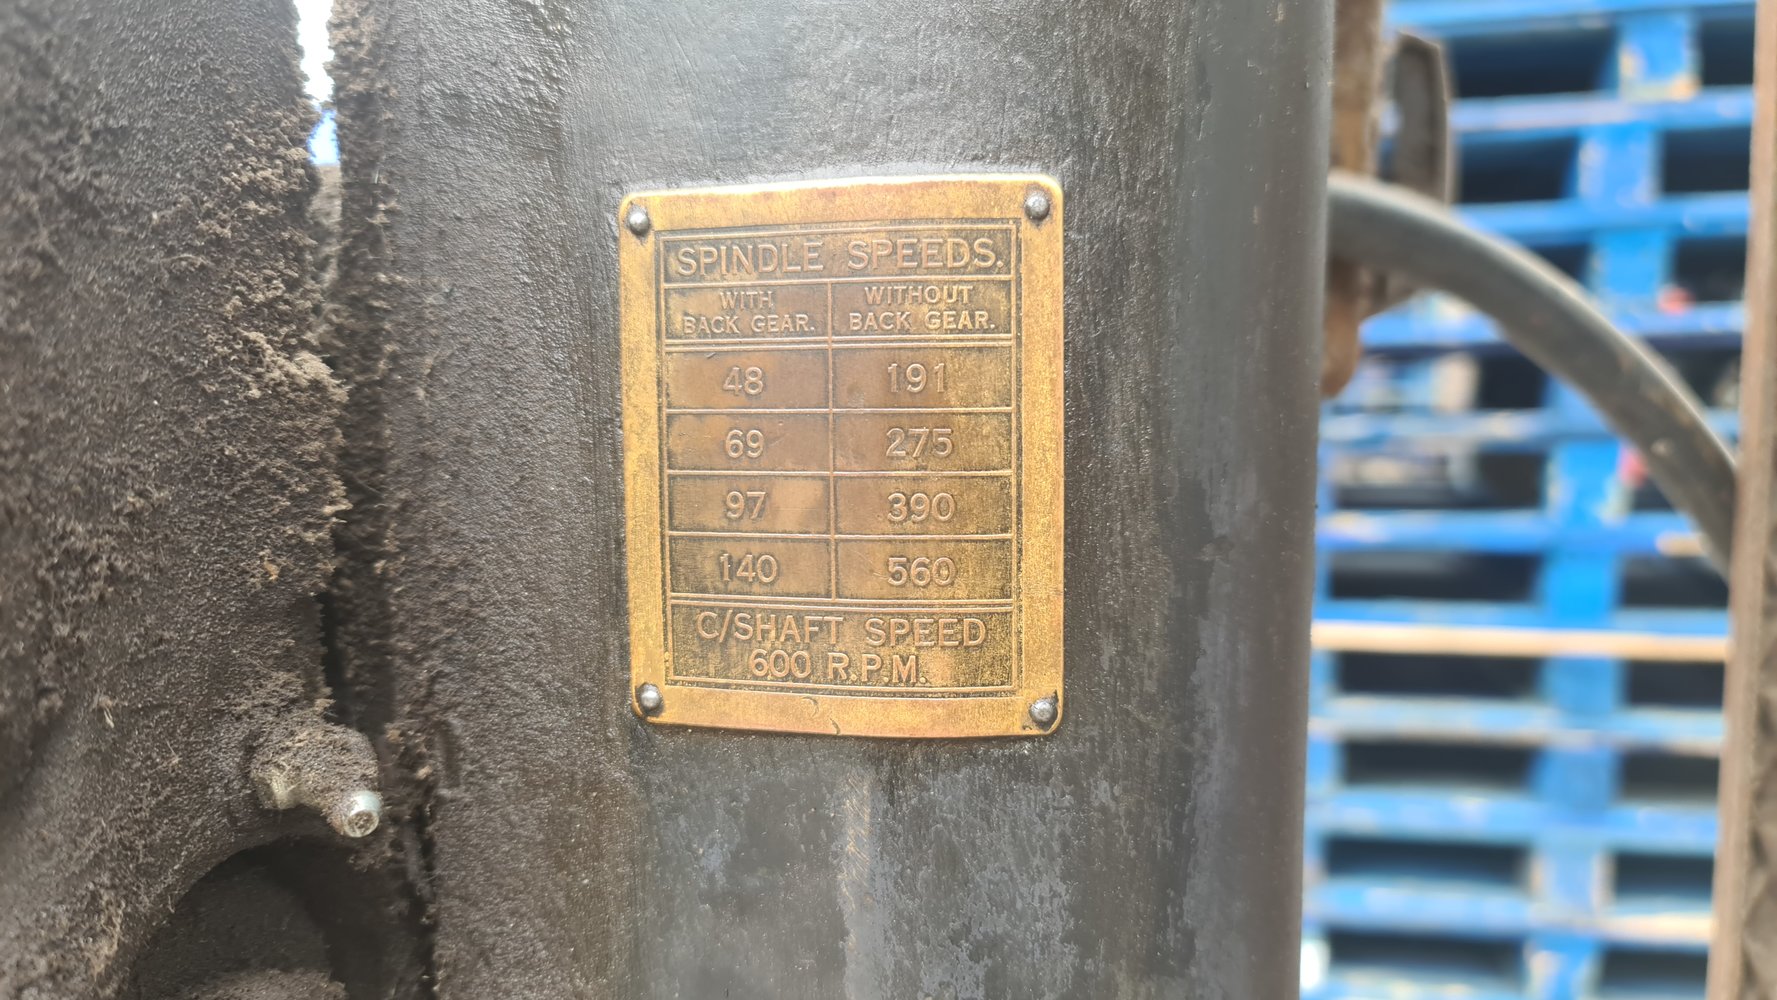 SPINDLE SPEEDS.
WITH BACK GEAR. WITHOUT BACK GEAR.
48 191
69 275
97 390
140 560
C/SHAFT SPEED
600 R.P.M.